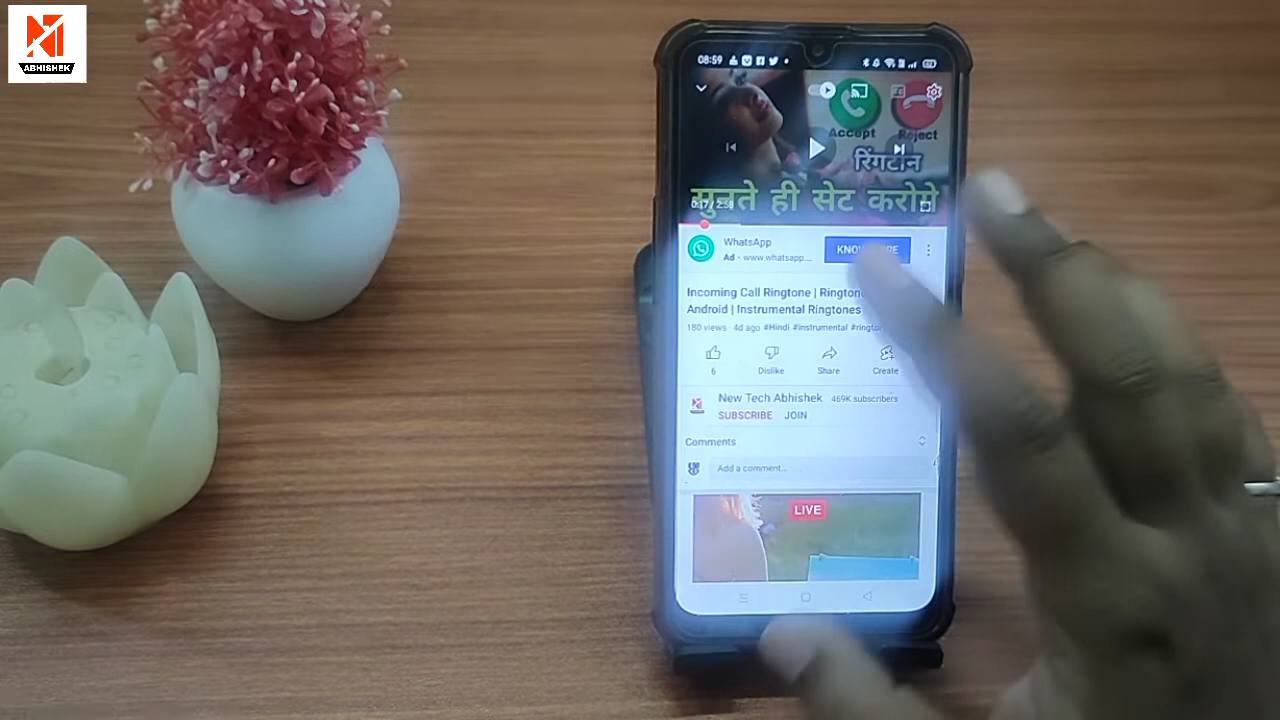 ABHISHEK
08:59
Accept Reject
रिंगटोन
सुनते ही सेट करोगे
0:17 / 2:58
WhatsApp
Ad · www.whatsapp...
Incoming Call Ringtone | Ringtone
Android | Instrumental Ringtones
180 views · 4d ago #Hindi #instrumental
6 Dislike Share Create
New Tech Abhishek 469K subscribers
SUBSCRIBE JOIN
Comments
Add a comment...
LIVE